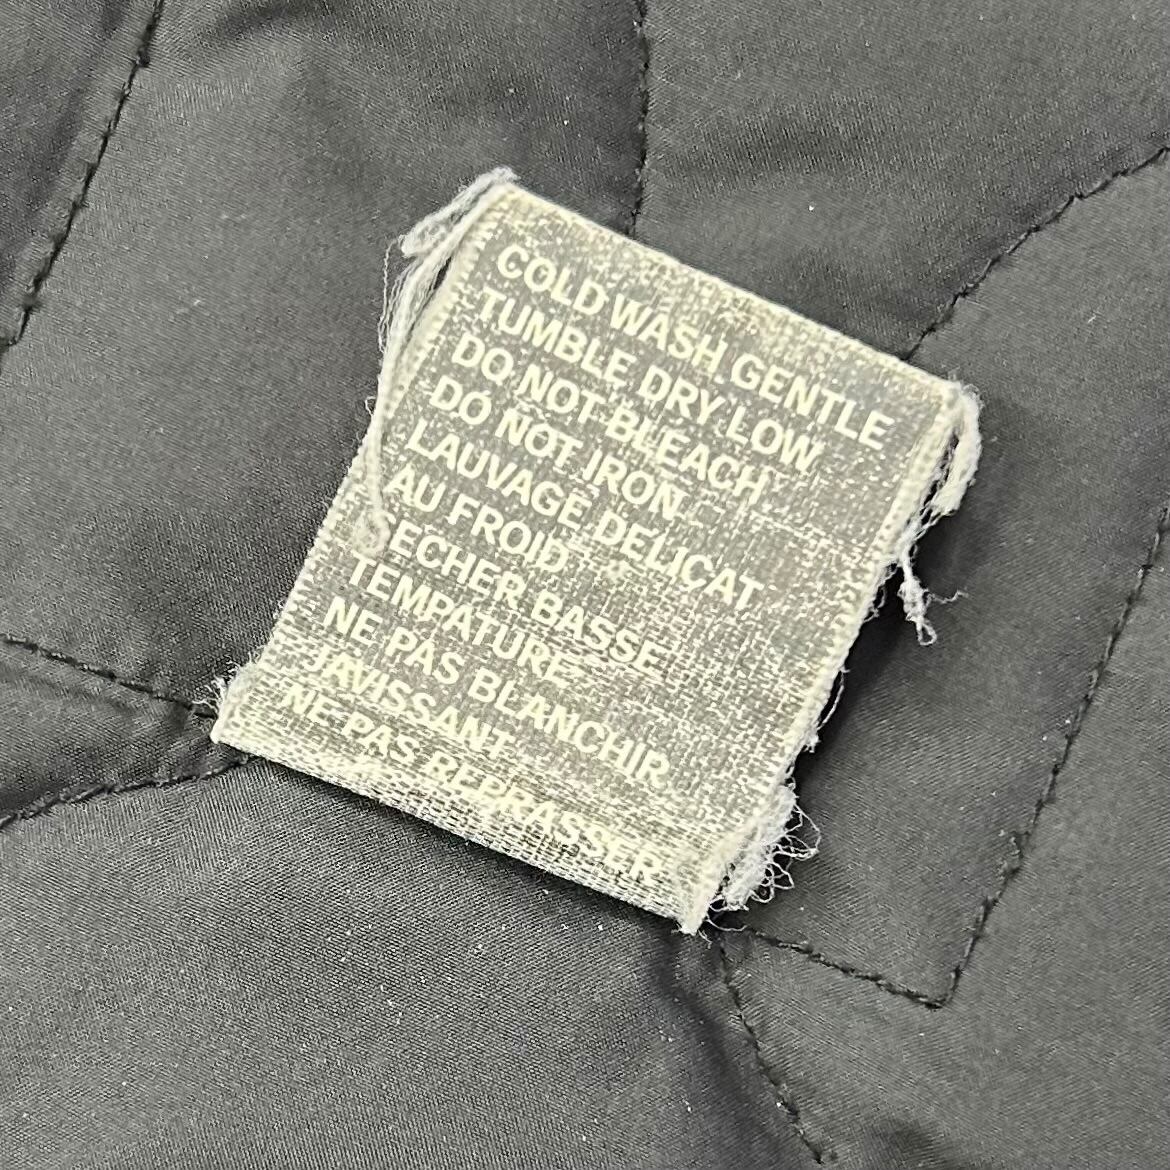 COLD WASH GENTLE
TUMBLE DRY LOW
DO NOT BLEACH
DO NOT IRON
LAUVAGE DELICAT
AU FROID
SECHER BASSE
TEMPATURE
NE PAS BLANCHIR
JAVISSANT
NE PAS REPRASSER